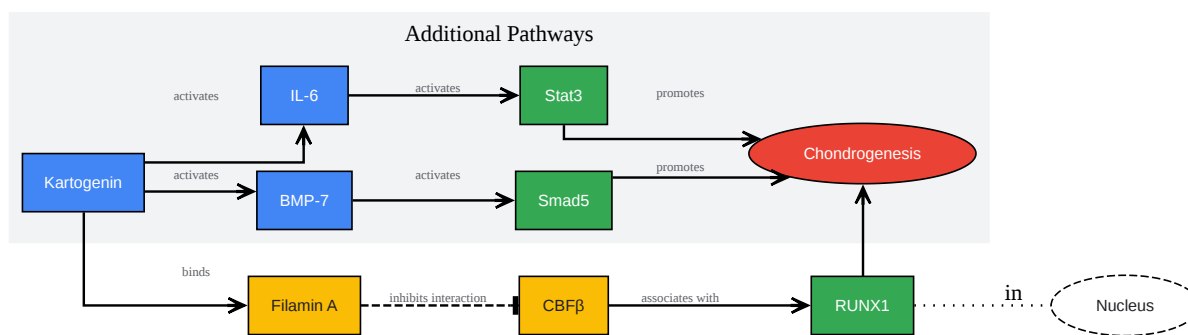 Additional Pathways
activates
IL-6
activates
Stat3
promotes
Chondrogenesis
Kartogenin
activates
BMP-7
activates
Smad5
promotes
binds
Filamin A
inhibits interaction
CBFβ
associates with
RUNX1
in
Nucleus